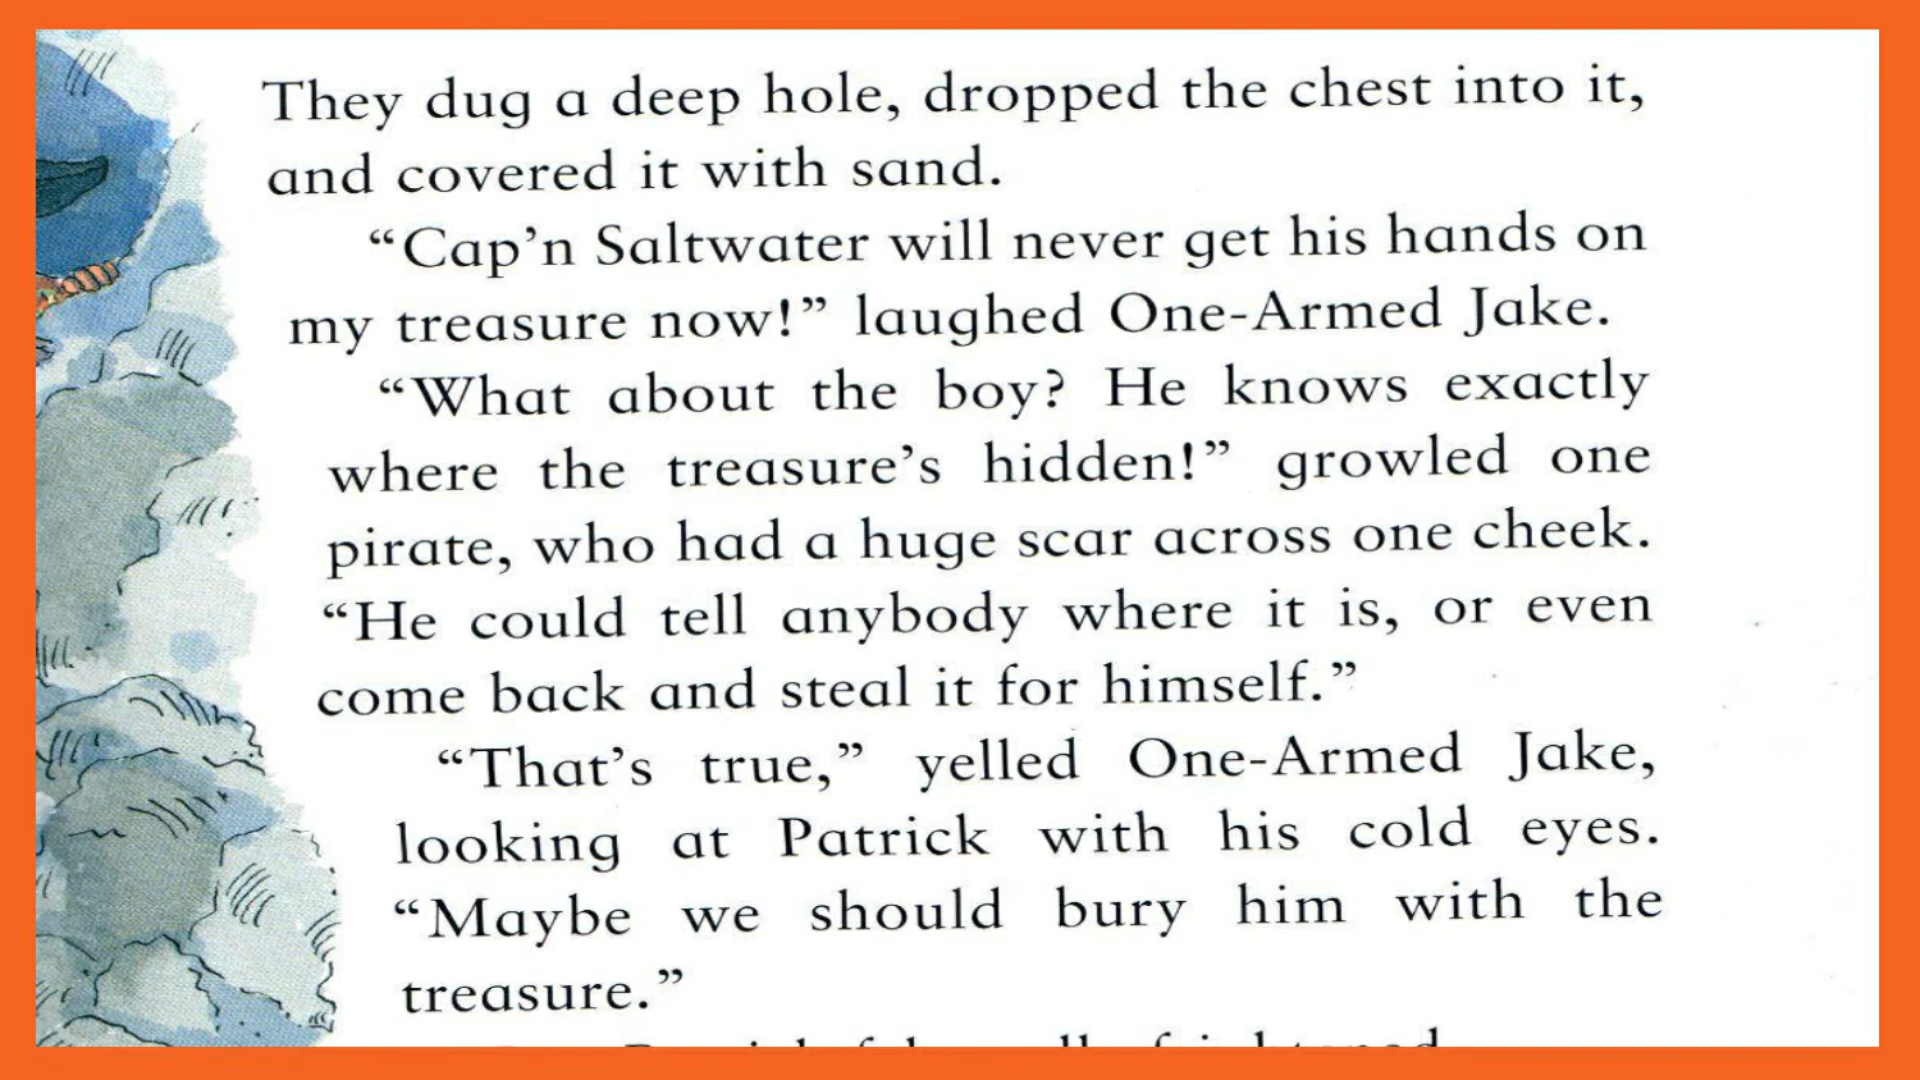 They dug a deep hole, dropped the chest into it,
and covered it with sand.
“Cap’n Saltwater will never get his hands on
my treasure now!” laughed One-Armed Jake.
“What about the boy? He knows exactly
where the treasure’s hidden!” growled one
pirate, who had a huge scar across one cheek.
“He could tell anybody where it is, or even
come back and steal it for himself.”
“That’s true,” yelled One-Armed Jake,
looking at Patrick with his cold eyes.
“Maybe we should bury him with the
treasure.”